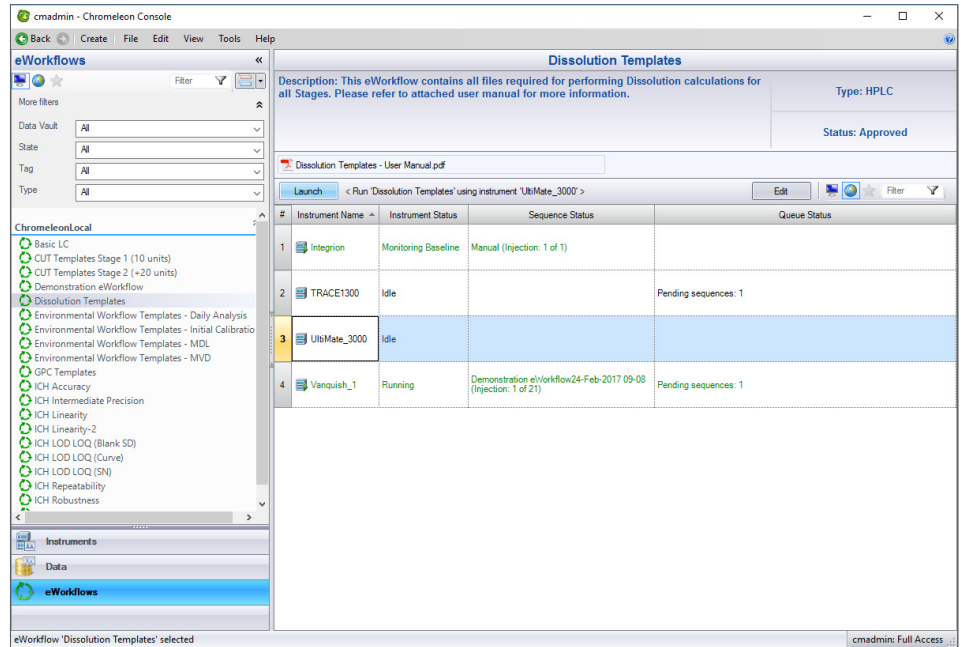 cmadmin - Chromeleon Console
Back Create File Edit View Tools Help
eWorkflows «
Filter
More filters
Data Vault All
State All
Tag All
Type All
ChromeleonLocal
Basic LC
CUT Templates Stage 1 (10 units)
CUT Templates Stage 2 (+20 units)
Demonstration eWorkflow
Dissolution Templates
Environmental Workflow Templates - Daily Analysis
Environmental Workflow Templates - Initial Calibratio
Environmental Workflow Templates - MDL
Environmental Workflow Templates - MVD
GPC Templates
ICH Accuracy
ICH Intermediate Precision
ICH Linearity
ICH Linearity-2
ICH LOD LOQ (Blank SD)
ICH LOD LOQ (Curve)
ICH LOD LOQ (SN)
ICH Repeatability
ICH Robustness
Instruments
Data
eWorkflows
Dissolution Templates
Description: This eWorkflow contains all files required for performing Dissolution calculations for
all Stages. Please refer to attached user manual for more information.
Type: HPLC
Status: Approved
Dissolution Templates - User Manual.pdf
Launch < Run 'Dissolution Templates' using instrument 'UltiMate_3000' > Edit Filter
# Instrument Name Instrument Status Sequence Status Queue Status
1 Integrion Monitoring Baseline Manual (Injection: 1 of 1)
2 TRACE1300 Idle Pending sequences: 1
3 UltiMate_3000 Idle
4 Vanquish_1 Running Demonstration eWorkflow24-Feb-2017 09-08
(Injection: 1 of 21) Pending sequences: 1
eWorkflow 'Dissolution Templates' selected cmadmin: Full Access